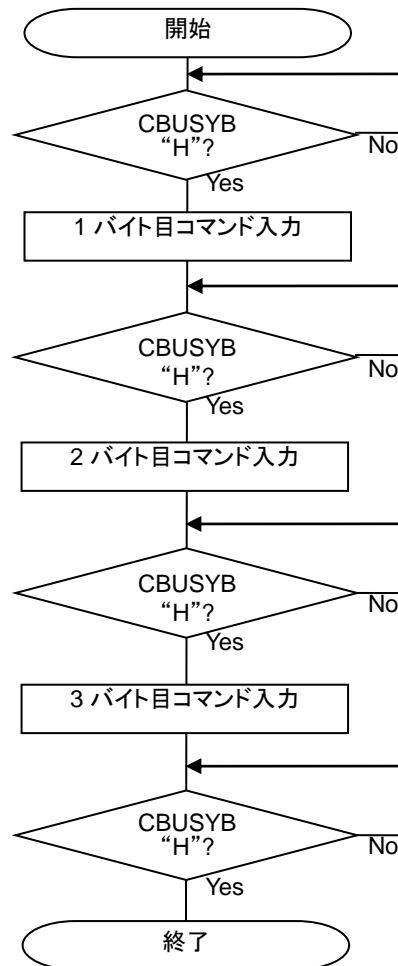 開始
CBUSYB
“H”?
No
Yes
1 バイト目コマンド入力
CBUSYB
“H”?
No
Yes
2 バイト目コマンド入力
CBUSYB
“H”?
No
Yes
3 バイト目コマンド入力
CBUSYB
“H”?
No
Yes
終了